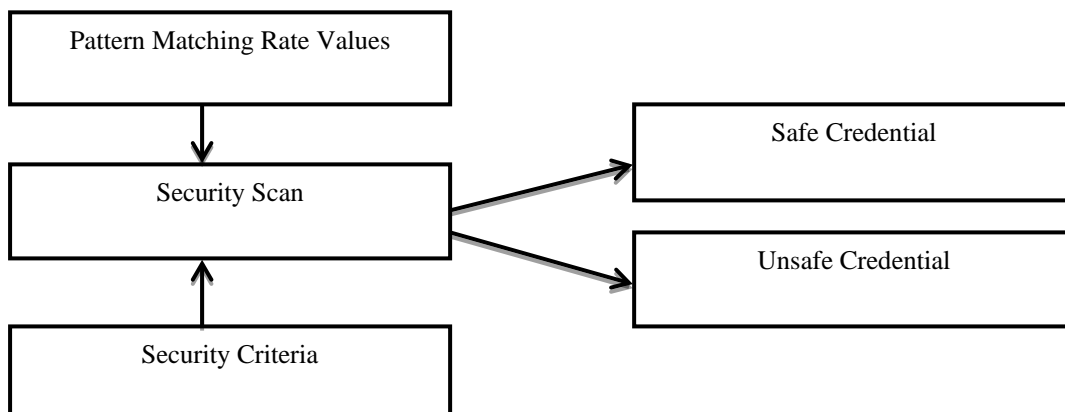 Pattern Matching Rate Values
Safe Credential
Security Scan
Unsafe Credential
Security Criteria